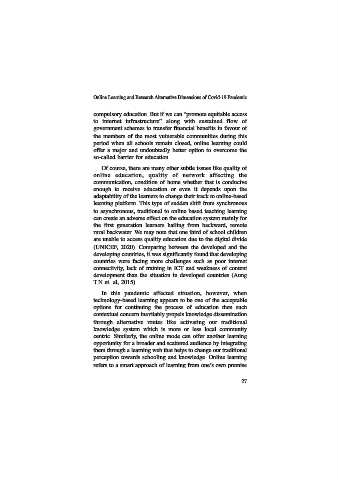 Online Learning and Research Alternative Dimensions of Covid-19 Pandemic
compulsory education. But if we can "promote equitable access
to internet infrastructure" along with sustained flow of
government schemes to transfer financial benefits in favour of
the members of the most vulnerable communities during this
period when all schools remain closed, online learning could
offer a major and undoubtedly better option to overcome the
so-called barrier for education.
Of course, there are many other subtle issues like quality of
online education, quality of network affecting the
communication, condition of home whether that is conducive
enough to receive education or even it depends upon the
adaptability of the learners to change their track to online-based
learning platform. This type of sudden shift from synchronous
to asynchronous, traditional to online based teaching learning
can create an adverse effect on the education system mainly for
the first generation learners hailing from backward, remote
rural backwater. We may note that one third of school children
are unable to access quality education due to the digital divide
(UNICEF, 2020). Comparing between the developed and the
developing countries, it was significantly found that developing
countries were facing more challenges such as poor internet
connectivity, lack of training in ICT and weakness of content
development than the situation in developed countries (Aung
T.N et al, 2015).
In this pandemic affected situation, however, when
technology-based learning appears to be one of the acceptable
options for continuing the process of education then such
contextual concern inevitably propels knowledge dissemination
through alternative routes like activating our traditional
knowledge system which is more or less local community
centric. Similarly, the online mode can offer another learning
opportunity for a broader and scattered audience by integrating
them through a learning web that helps to change our traditional
perception towards schooling and knowledge. Online learning
refers to a smart approach of learning from one's own premise
27